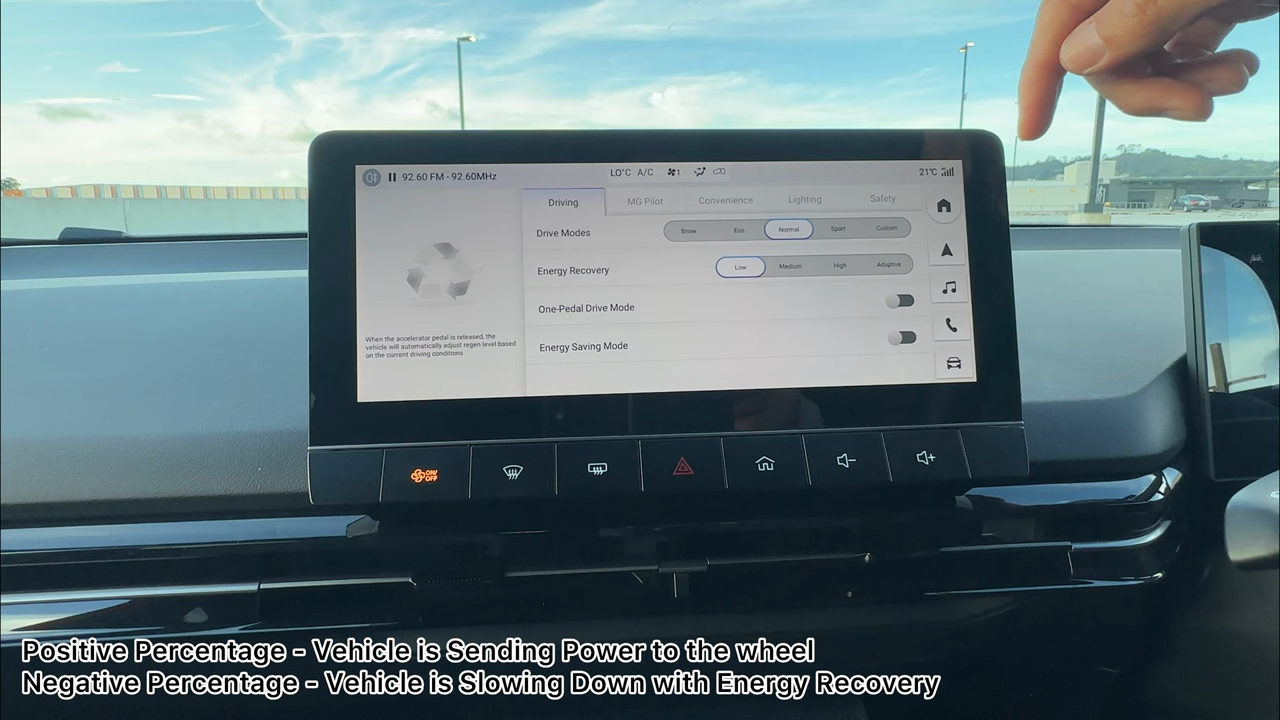 92.60 FM - 92.60MHz
LO°C A/C
1
21°C
Driving
MG Pilot
Convenience
Lighting
Safety
Drive Modes
Snow
Eco
Normal
Sport
Custom
Energy Recovery
Low
Medium
High
Adaptive
One-Pedal Drive Mode
Energy Saving Mode
When the accelerator pedal is released, the
vehicle will automatically adjust regen level based
on the current driving conditions
ON/
OFF
Positive Percentage - Vehicle is Sending Power to the wheel
Negative Percentage - Vehicle is Slowing Down with Energy Recovery